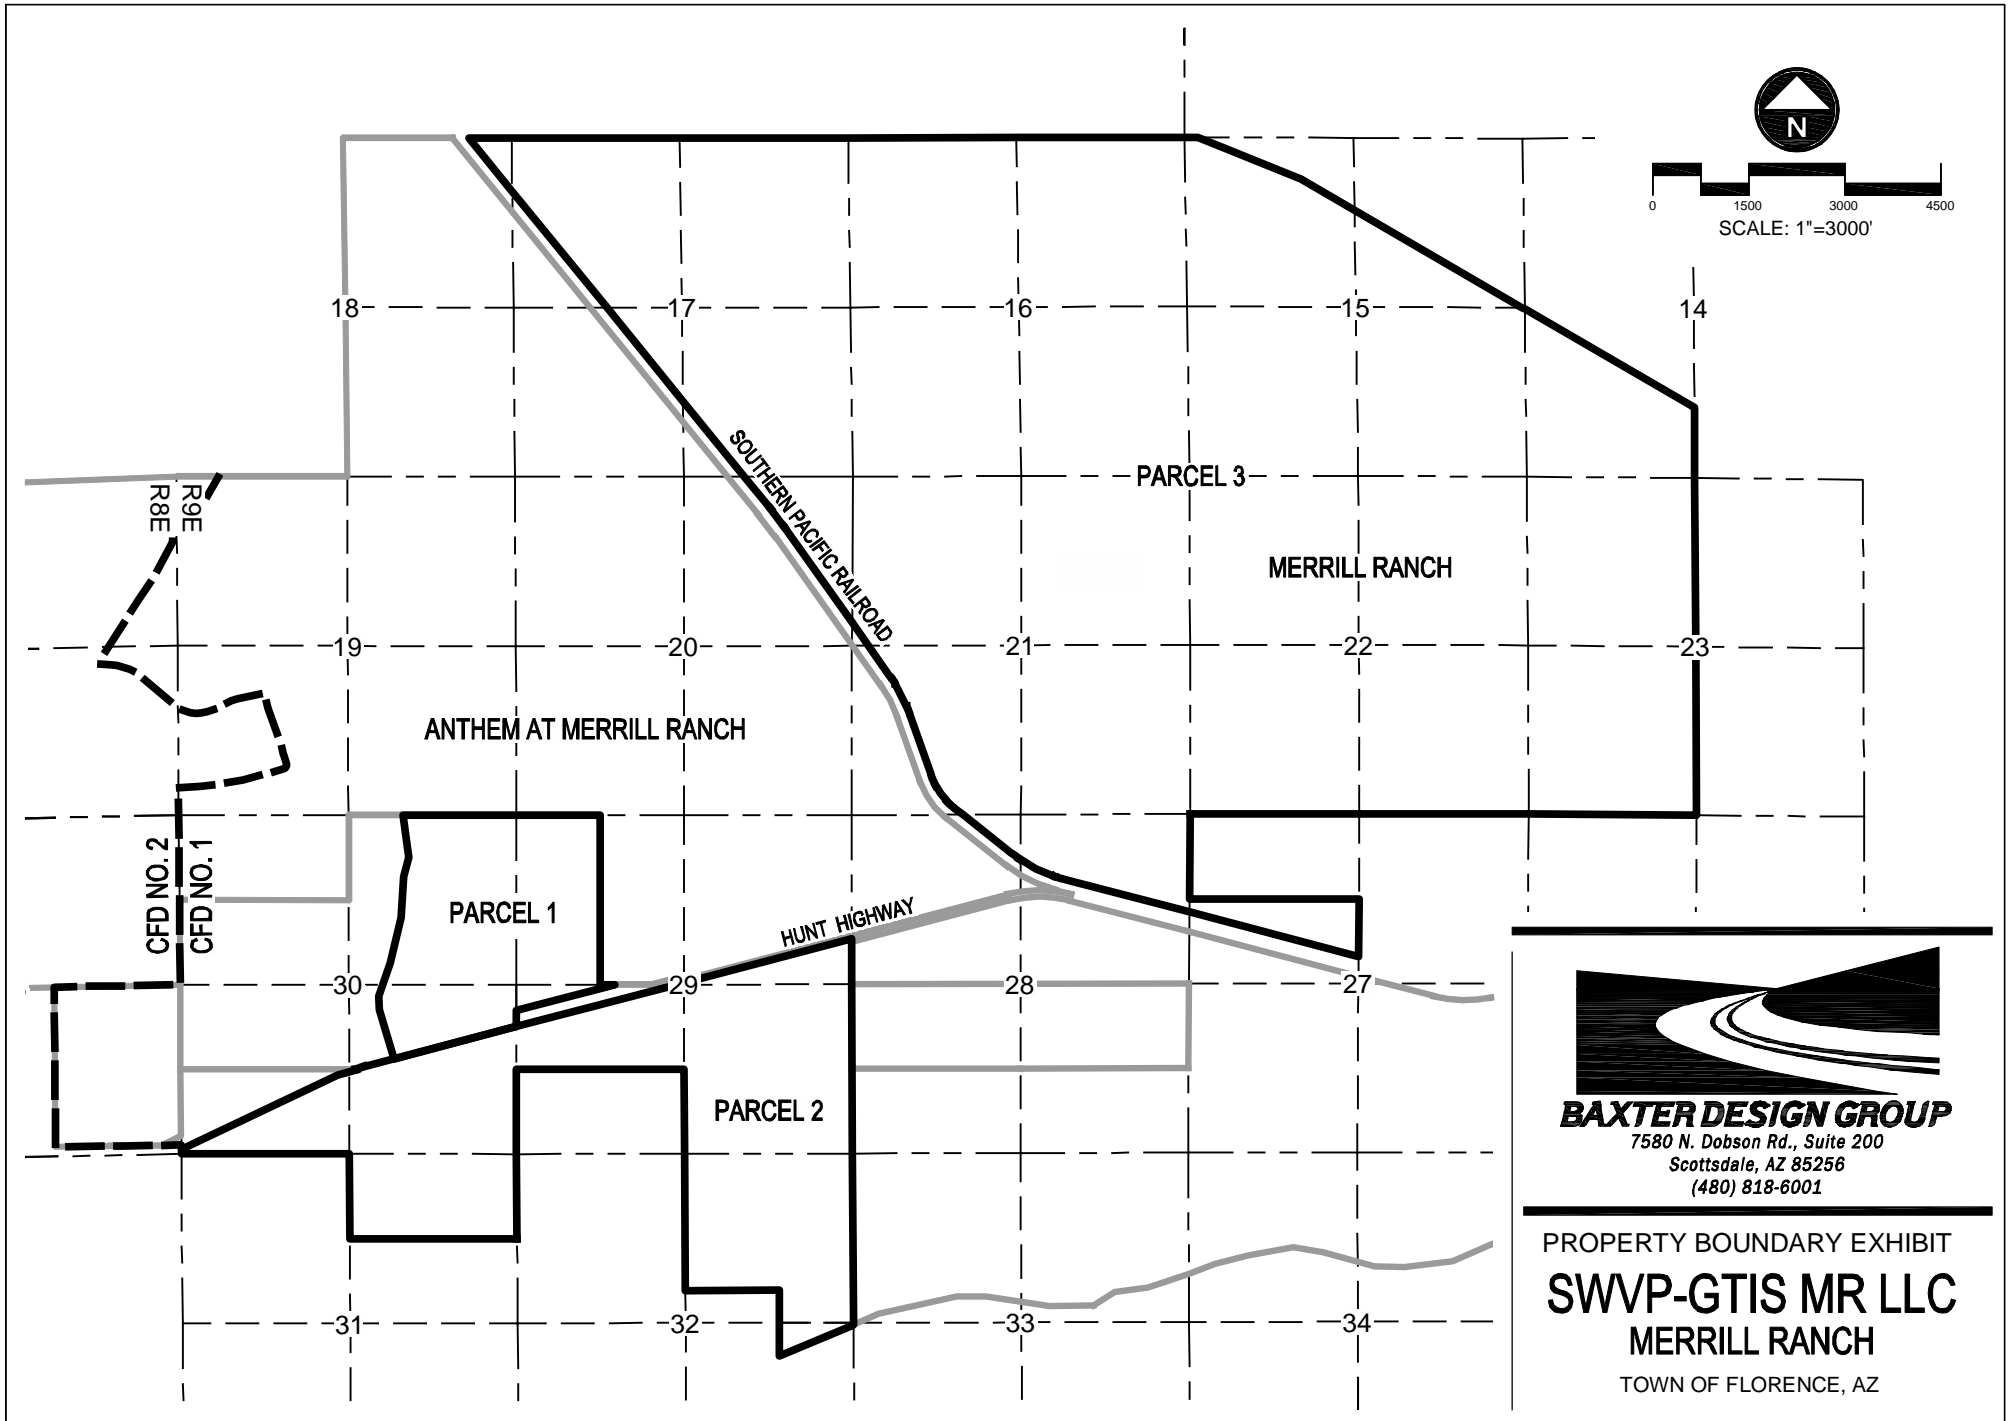 N
0 1500 3000 4500
SCALE: 1"=3000'
18 17 16 15 14
SOUTHERN PACIFIC RAILROAD
PARCEL 3
R8E
R9E
MERRILL RANCH
19 20 21 22 23
ANTHEM AT MERRILL RANCH
CFD NO. 2
CFD NO. 1
PARCEL 1
HUNT HIGHWAY
30 29 28 27
PARCEL 2
31 32 33 34
BAXTER DESIGN GROUP
7580 N. Dobson Rd., Suite 200
Scottsdale, AZ 85256
(480) 818-6001
PROPERTY BOUNDARY EXHIBIT
SWVP-GTIS MR LLC
MERRILL RANCH
TOWN OF FLORENCE, AZ